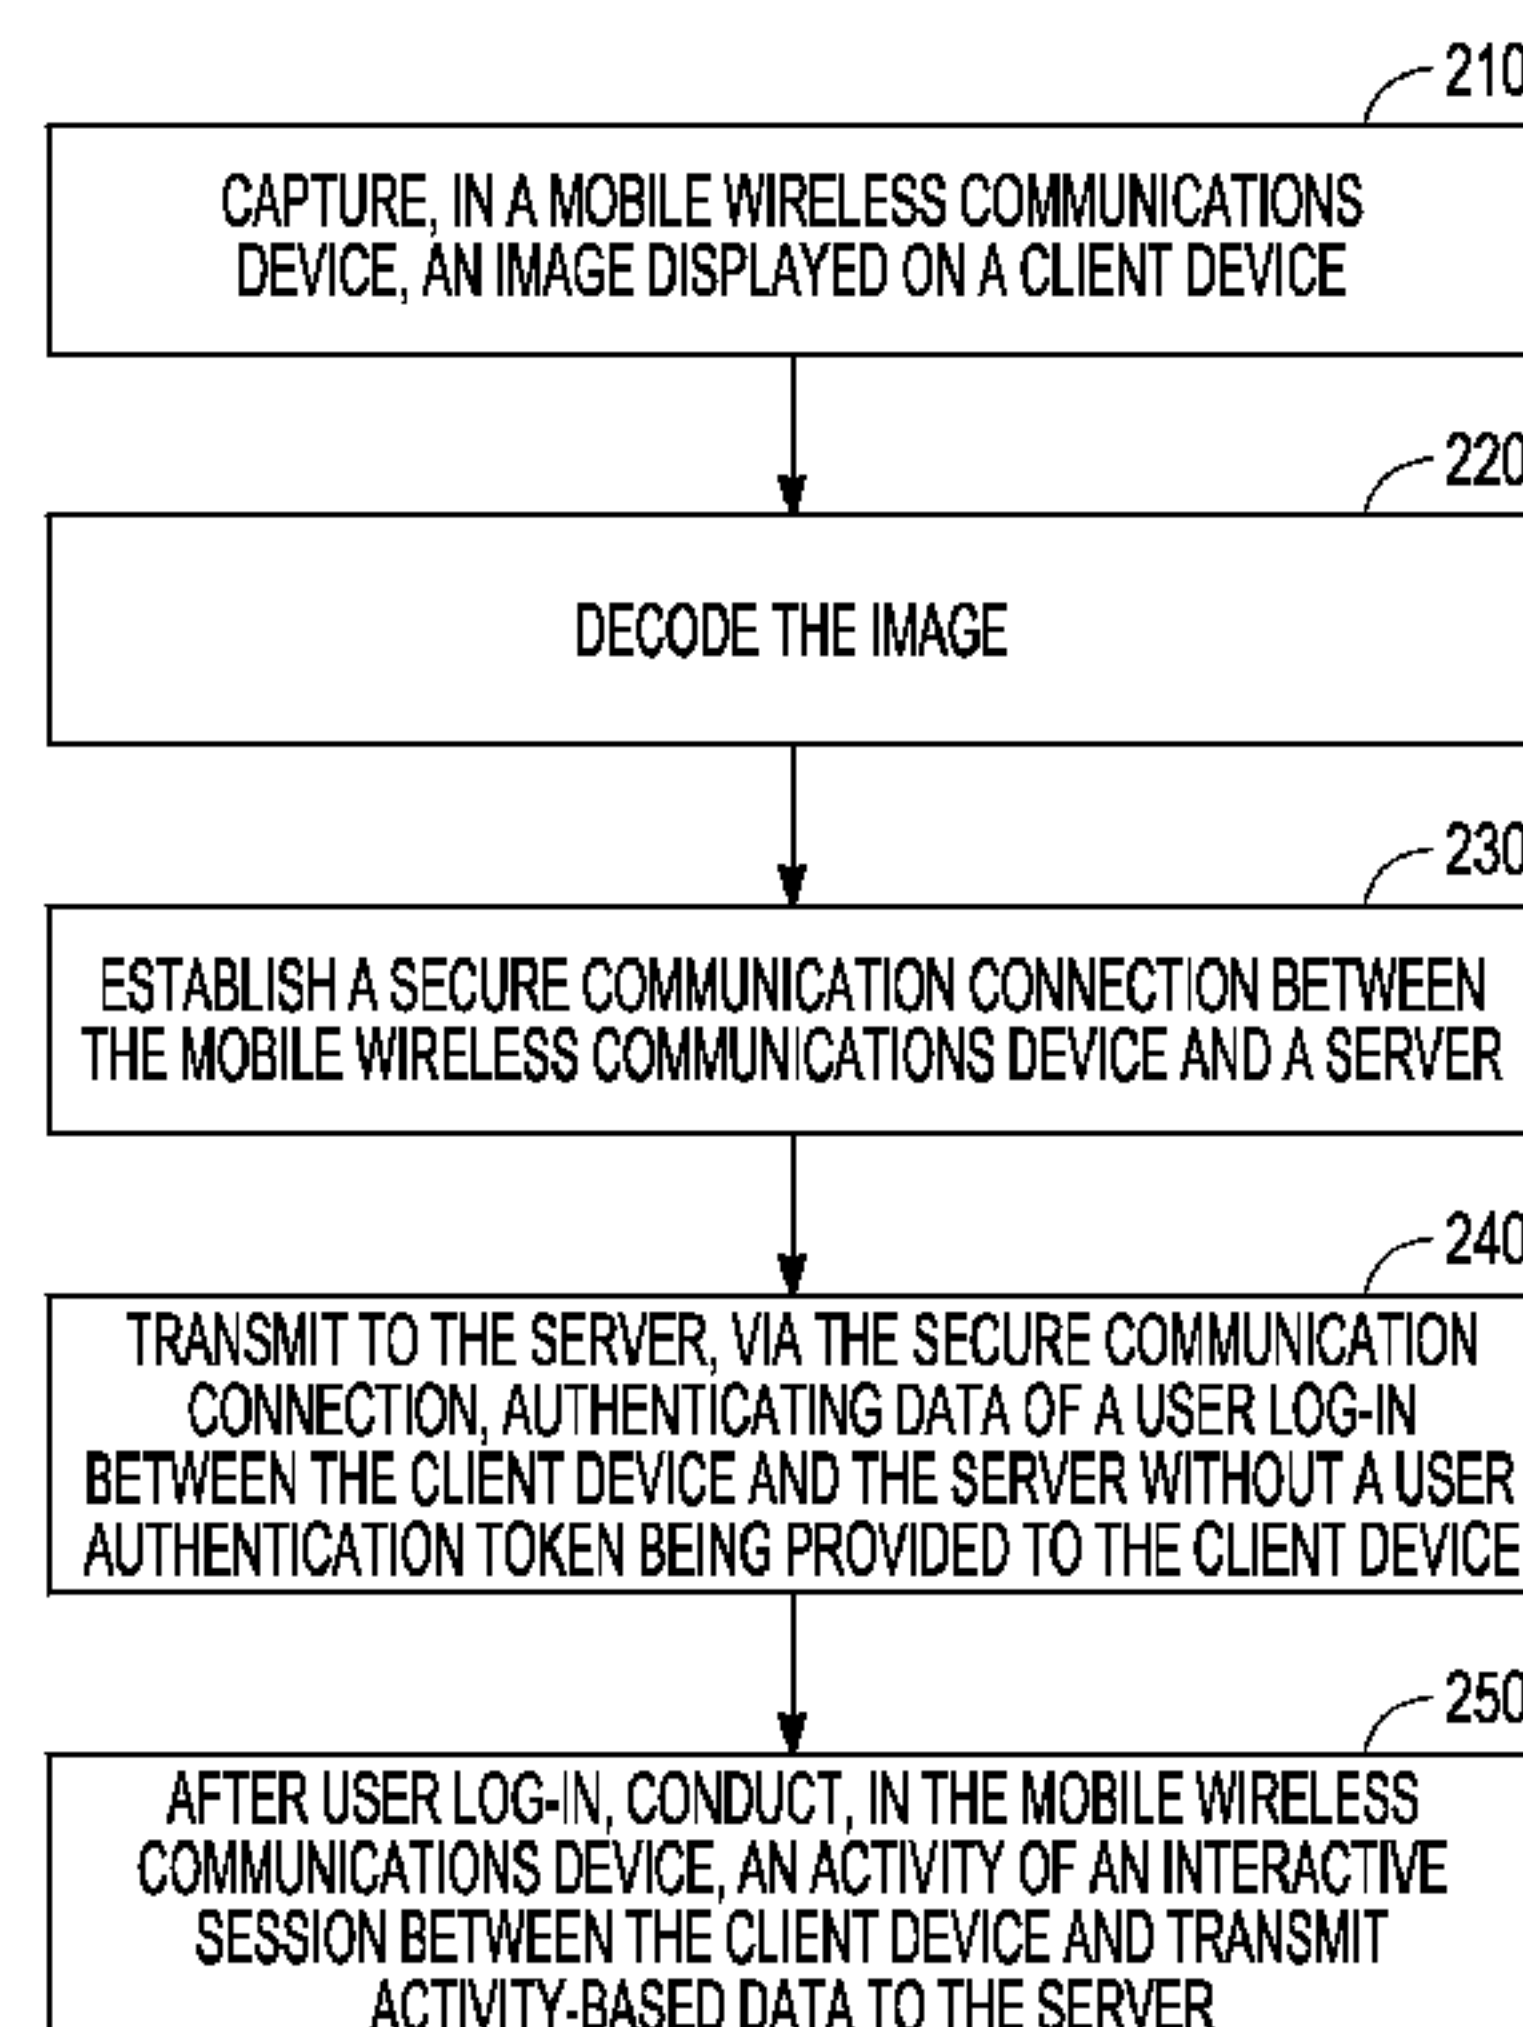 210
CAPTURE, IN A MOBILE WIRELESS COMMUNICATIONS
DEVICE, AN IMAGE DISPLAYED ON A CLIENT DEVICE
220
DECODE THE IMAGE
230
ESTABLISH A SECURE COMMUNICATION CONNECTION BETWEEN
THE MOBILE WIRELESS COMMUNICATIONS DEVICE AND A SERVER
240
TRANSMIT TO THE SERVER, VIA THE SECURE COMMUNICATION
CONNECTION, AUTHENTICATING DATA OF A USER LOG-IN
BETWEEN THE CLIENT DEVICE AND THE SERVER WITHOUT A USER
AUTHENTICATION TOKEN BEING PROVIDED TO THE CLIENT DEVICE
250
AFTER USER LOG-IN, CONDUCT, IN THE MOBILE WIRELESS
COMMUNICATIONS DEVICE, AN ACTIVITY OF AN INTERACTIVE
SESSION BETWEEN THE CLIENT DEVICE AND TRANSMIT
ACTIVITY-BASED DATA TO THE SERVER